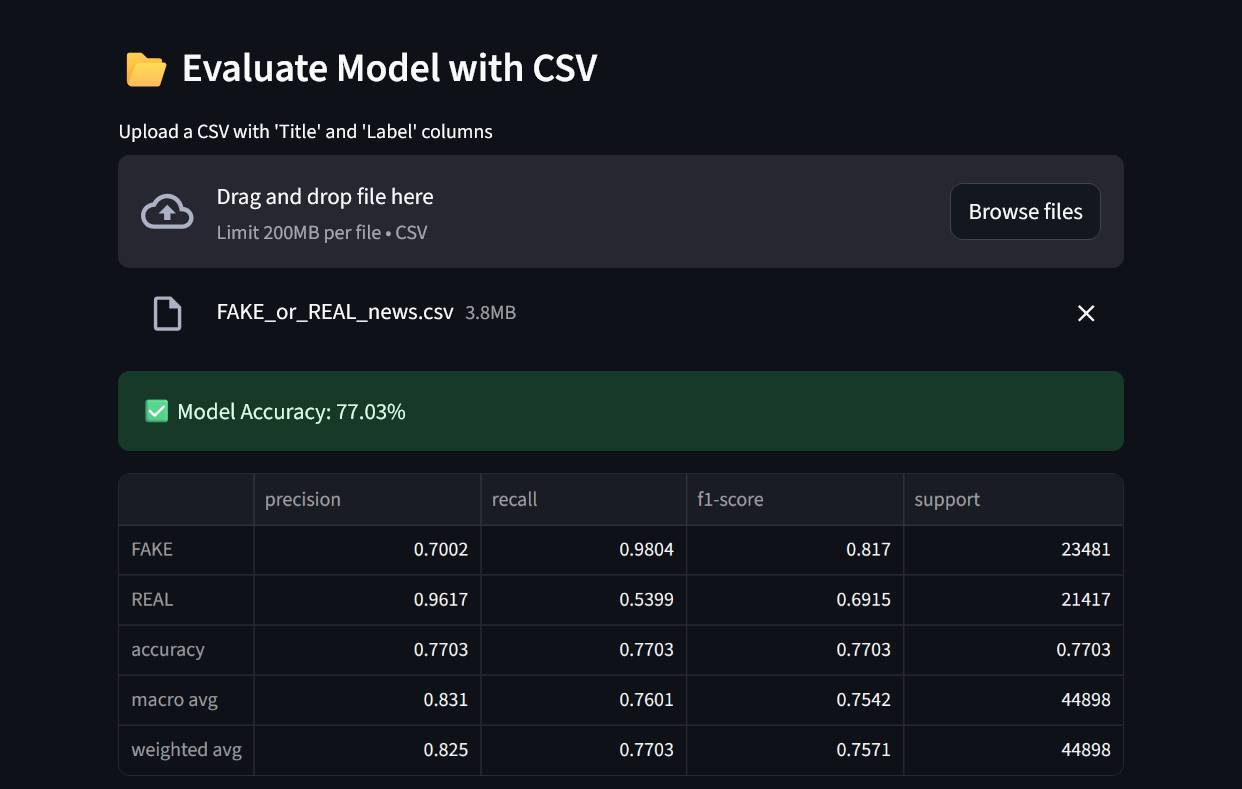 Evaluate Model with CSV
Upload a CSV with 'Title' and 'Label' columns
Drag and drop file here
Limit 200MB per file • CSV
Browse files
FAKE_or_REAL_news.csv 3.8MB
Model Accuracy: 77.03%
precision recall f1-score support
FAKE 0.7002 0.9804 0.817 23481
REAL 0.9617 0.5399 0.6915 21417
accuracy 0.7703 0.7703 0.7703 0.7703
macro avg 0.831 0.7601 0.7542 44898
weighted avg 0.825 0.7703 0.7571 44898